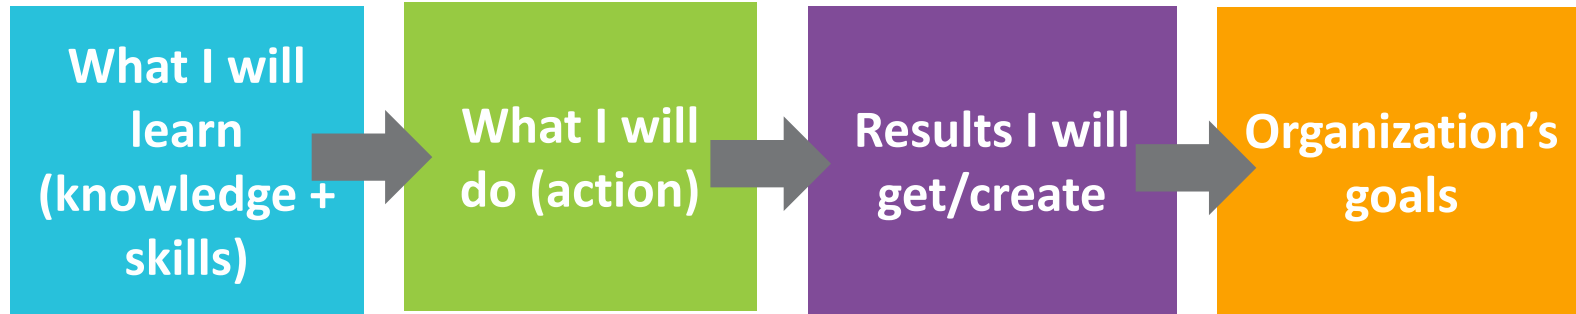 What I will
learn
(knowledge +
skills)
What I will
do (action)
Results I will
get/create
Organization’s
goals